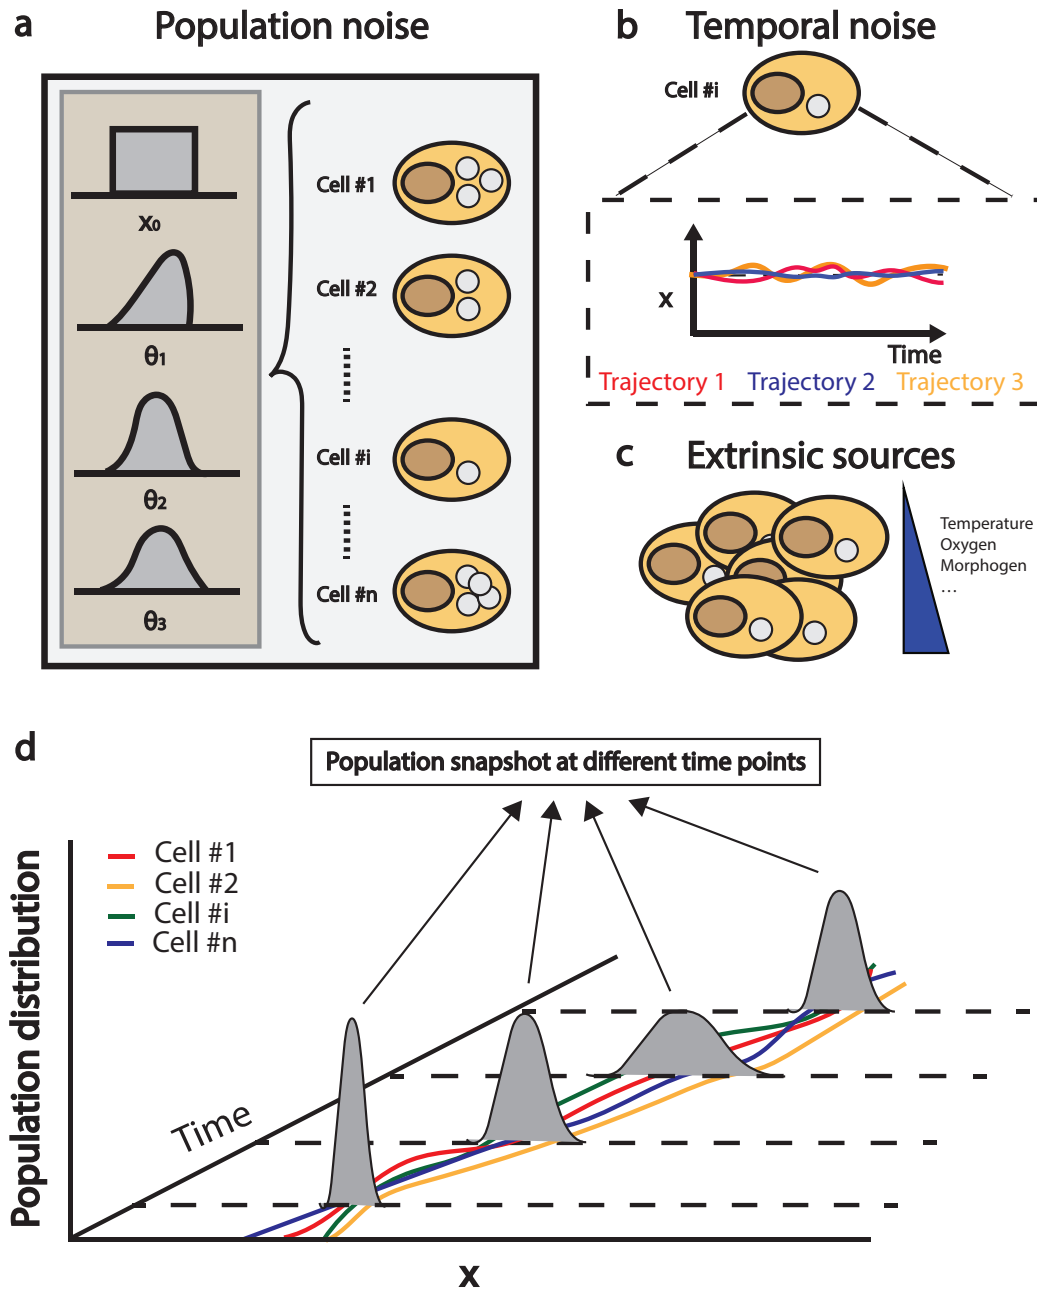 a Population noise
x₀
θ₁
θ₂
θ₃
Cell #1
Cell #2
Cell #i
Cell #n
b Temporal noise
Cell #i
x
Time
Trajectory 1 Trajectory 2 Trajectory 3
c Extrinsic sources
Temperature
Oxygen
Morphogen
...
d
Population snapshot at different time points
Cell #1
Cell #2
Cell #i
Cell #n
Population distribution
Time
x